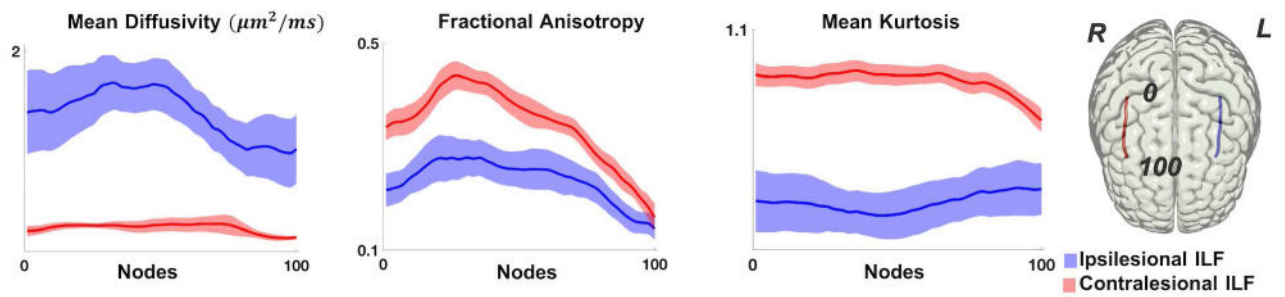 Mean Diffusivity (μm²/ms)
2
0
Nodes
100
Fractional Anisotropy
0.5
0.1
0
Nodes
100
Mean Kurtosis
1.1
0
Nodes
100
R
L
0
100
Ipsilesional ILF
Contralesional ILF